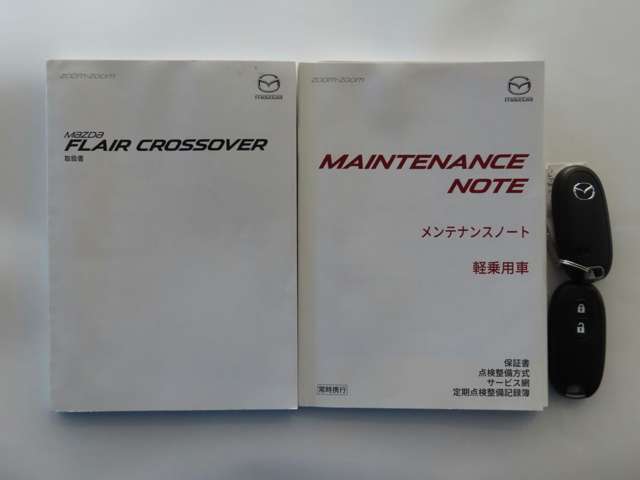 zoom-zoom
mazda
MAZDA
FLAIR CROSSOVER
取扱書
zoom-zoom
mazda
MAINTENANCE
NOTE
メンテナンスノート
軽乗用車
保証書
点検整備方式
サービス網
定期点検整備記録簿
常時携行